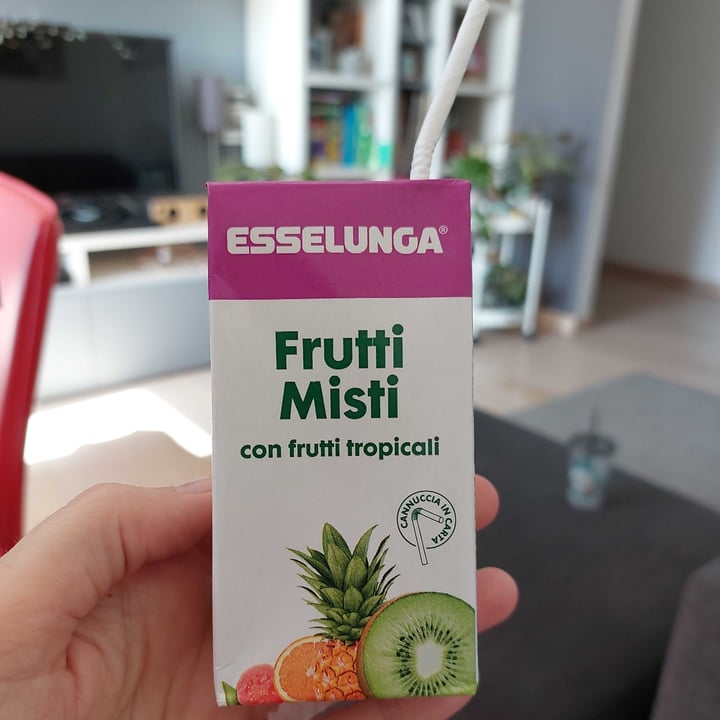 ESSELUNGA®
Frutti
Misti
con frutti tropicali
CANNUCCIA IN CARTA